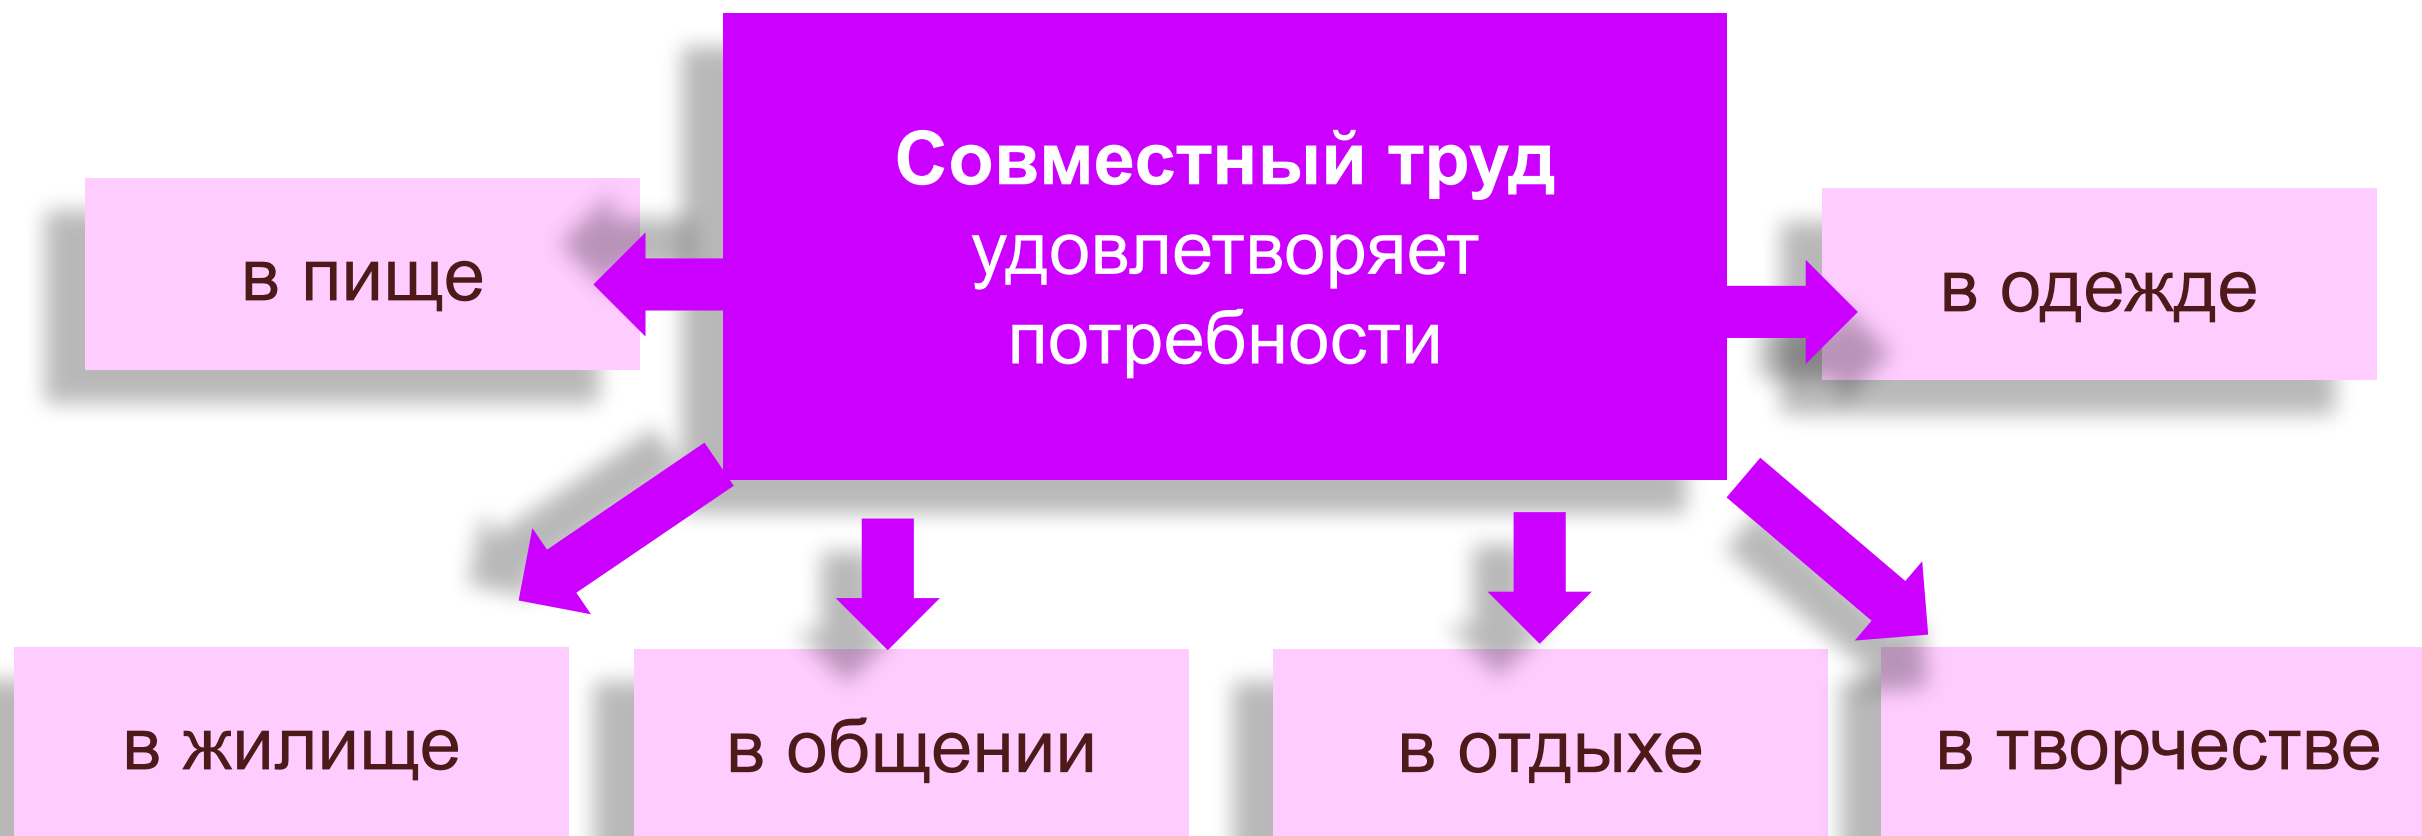 Совместный труд
удовлетворяет
потребности
в пище
в одежде
в жилище
в общении
в отдыхе
в творчестве